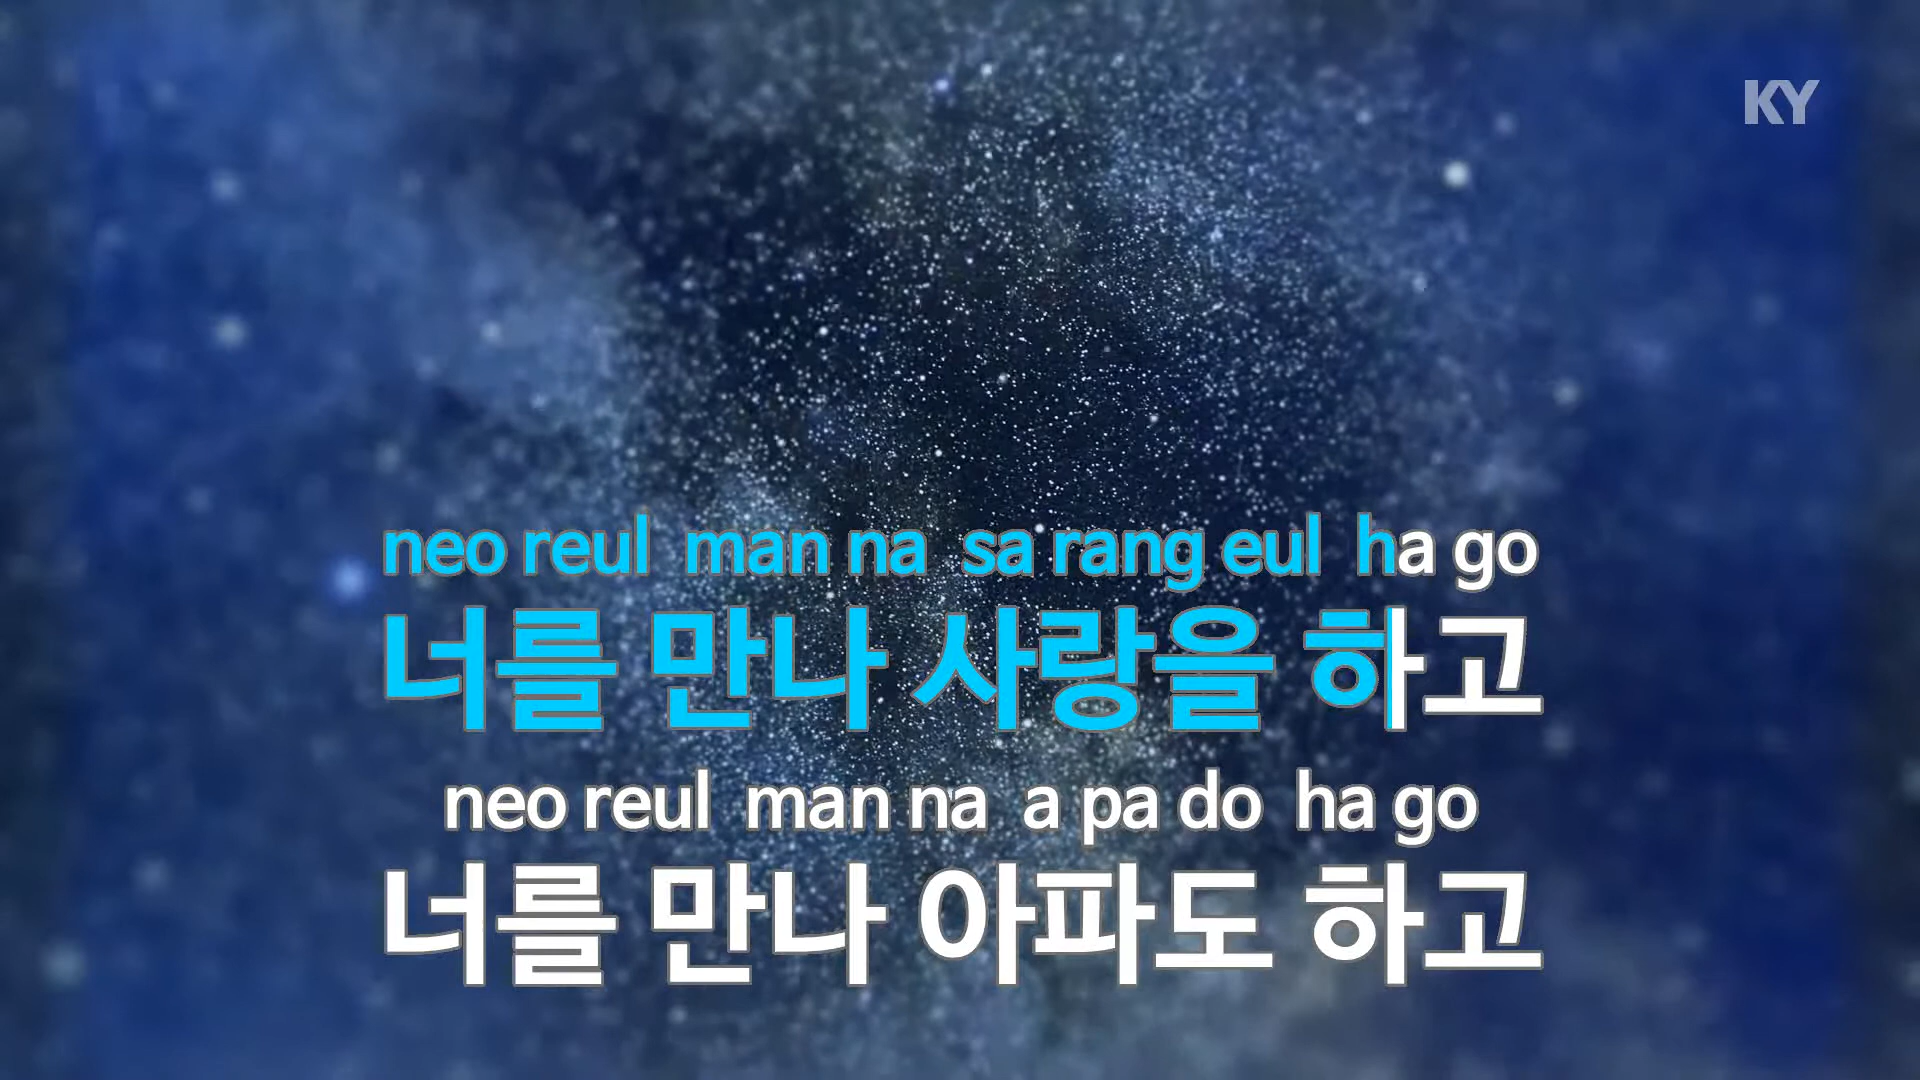 KY
neo reul man na sa rang eul ha go
너를 만나 사랑을 하고
neo reul man na a pa do ha go
너를 만나 아파도 하고